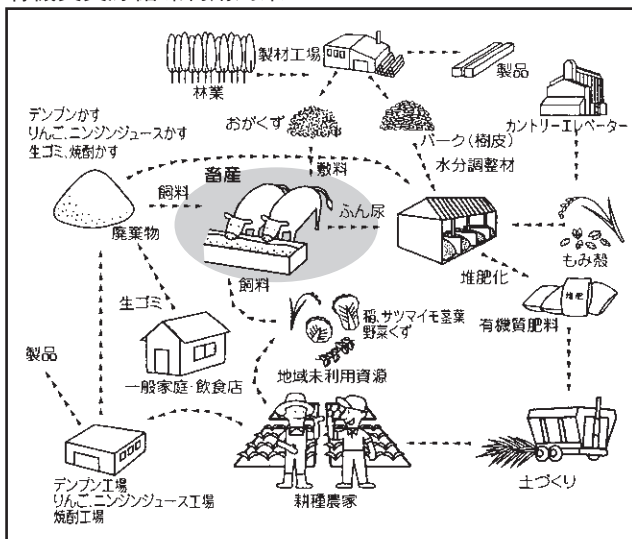 製材工場
製品
林業
カントリーエレベーター
デンプンかす
りんご、ニンジンジュースかす
生ゴミ、焼酎かす
おがくず
バーク（樹皮）
水分調整材
畜産
敷料
飼料
ふん尿
廃棄物
もみ殻
堆肥化
飼料
堆肥
有機質肥料
生ゴミ
稲、サツマイモ茎葉
野菜くず
製品
一般家庭・飲食店
地域未利用資源
デンプン工場
りんご、ニンジンジュース工場
焼酎工場
耕種農家
土づくり